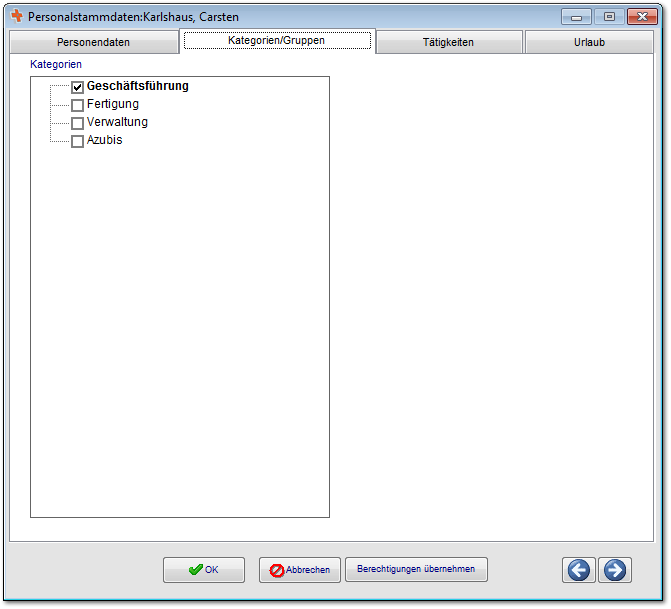 Personalstammdaten:Karlshaus, Carsten
Personendaten Kategorien/Gruppen Tätigkeiten Urlaub
Kategorien
Geschäftsführung
Fertigung
Verwaltung
Azubis
OK Abbrechen Berechtigungen übernehmen